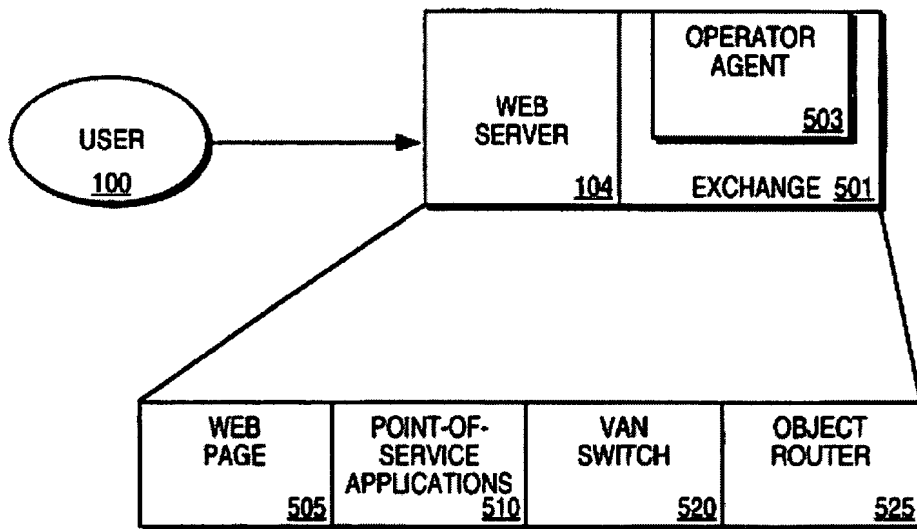 USER
100
WEB
SERVER
104
OPERATOR
AGENT
503
EXCHANGE 501
WEB
PAGE
505
POINT-OF-
SERVICE
APPLICATIONS
510
VAN
SWITCH
520
OBJECT
ROUTER
525